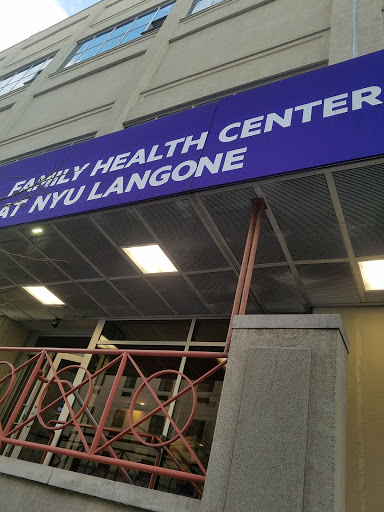 FAMILY HEALTH CENTER
AT NYU LANGONE